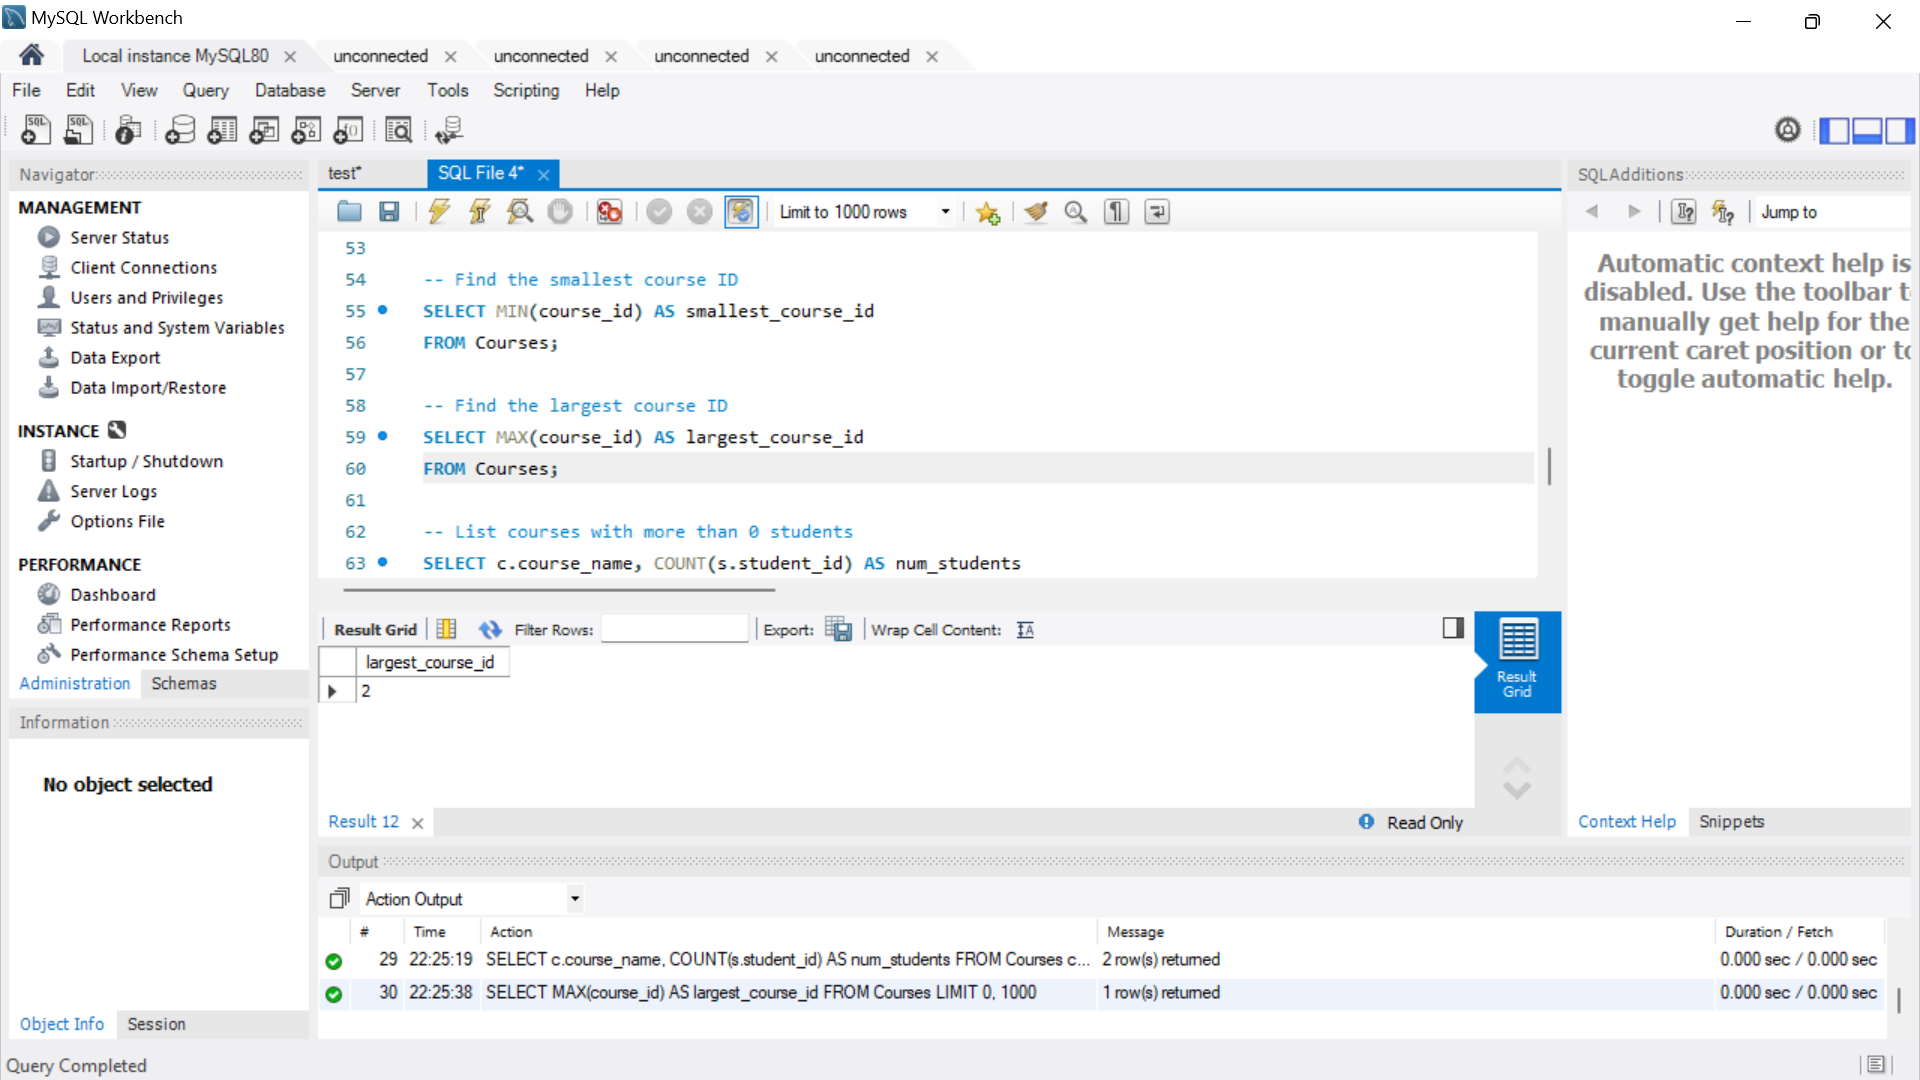 MySQL Workbench
Local instance MySQL80
unconnected
unconnected
unconnected
unconnected
File Edit View Query Database Server Tools Scripting Help
Navigator
MANAGEMENT
Server Status
Client Connections
Users and Privileges
Status and System Variables
Data Export
Data Import/Restore
INSTANCE
Startup / Shutdown
Server Logs
Options File
PERFORMANCE
Dashboard
Performance Reports
Performance Schema Setup
Administration Schemas
Information
No object selected
Object Info Session
test*
SQL File 4*
Limit to 1000 rows
53
54 -- Find the smallest course ID
55 SELECT MIN(course_id) AS smallest_course_id
56 FROM Courses;
57
58 -- Find the largest course ID
59 SELECT MAX(course_id) AS largest_course_id
60 FROM Courses;
61
62 -- List courses with more than 0 students
63 SELECT c.course_name, COUNT(s.student_id) AS num_students
Result Grid Filter Rows: Export: Wrap Cell Content:
largest_course_id
2
Result
Grid
Result 12
Read Only
SQLAdditions
Jump to
Automatic context help is
disabled. Use the toolbar
manually get help for the
current caret position or
toggle automatic help.
Context Help Snippets
Output
Action Output
# Time Action Message Duration / Fetch
29 22:25:19 SELECT c.course_name, COUNT(s.student_id) AS num_students FROM Courses c... 2 row(s) returned 0.000 sec / 0.000 sec
30 22:25:38 SELECT MAX(course_id) AS largest_course_id FROM Courses LIMIT 0, 1000 1 row(s) returned 0.000 sec / 0.000 sec
Query Completed